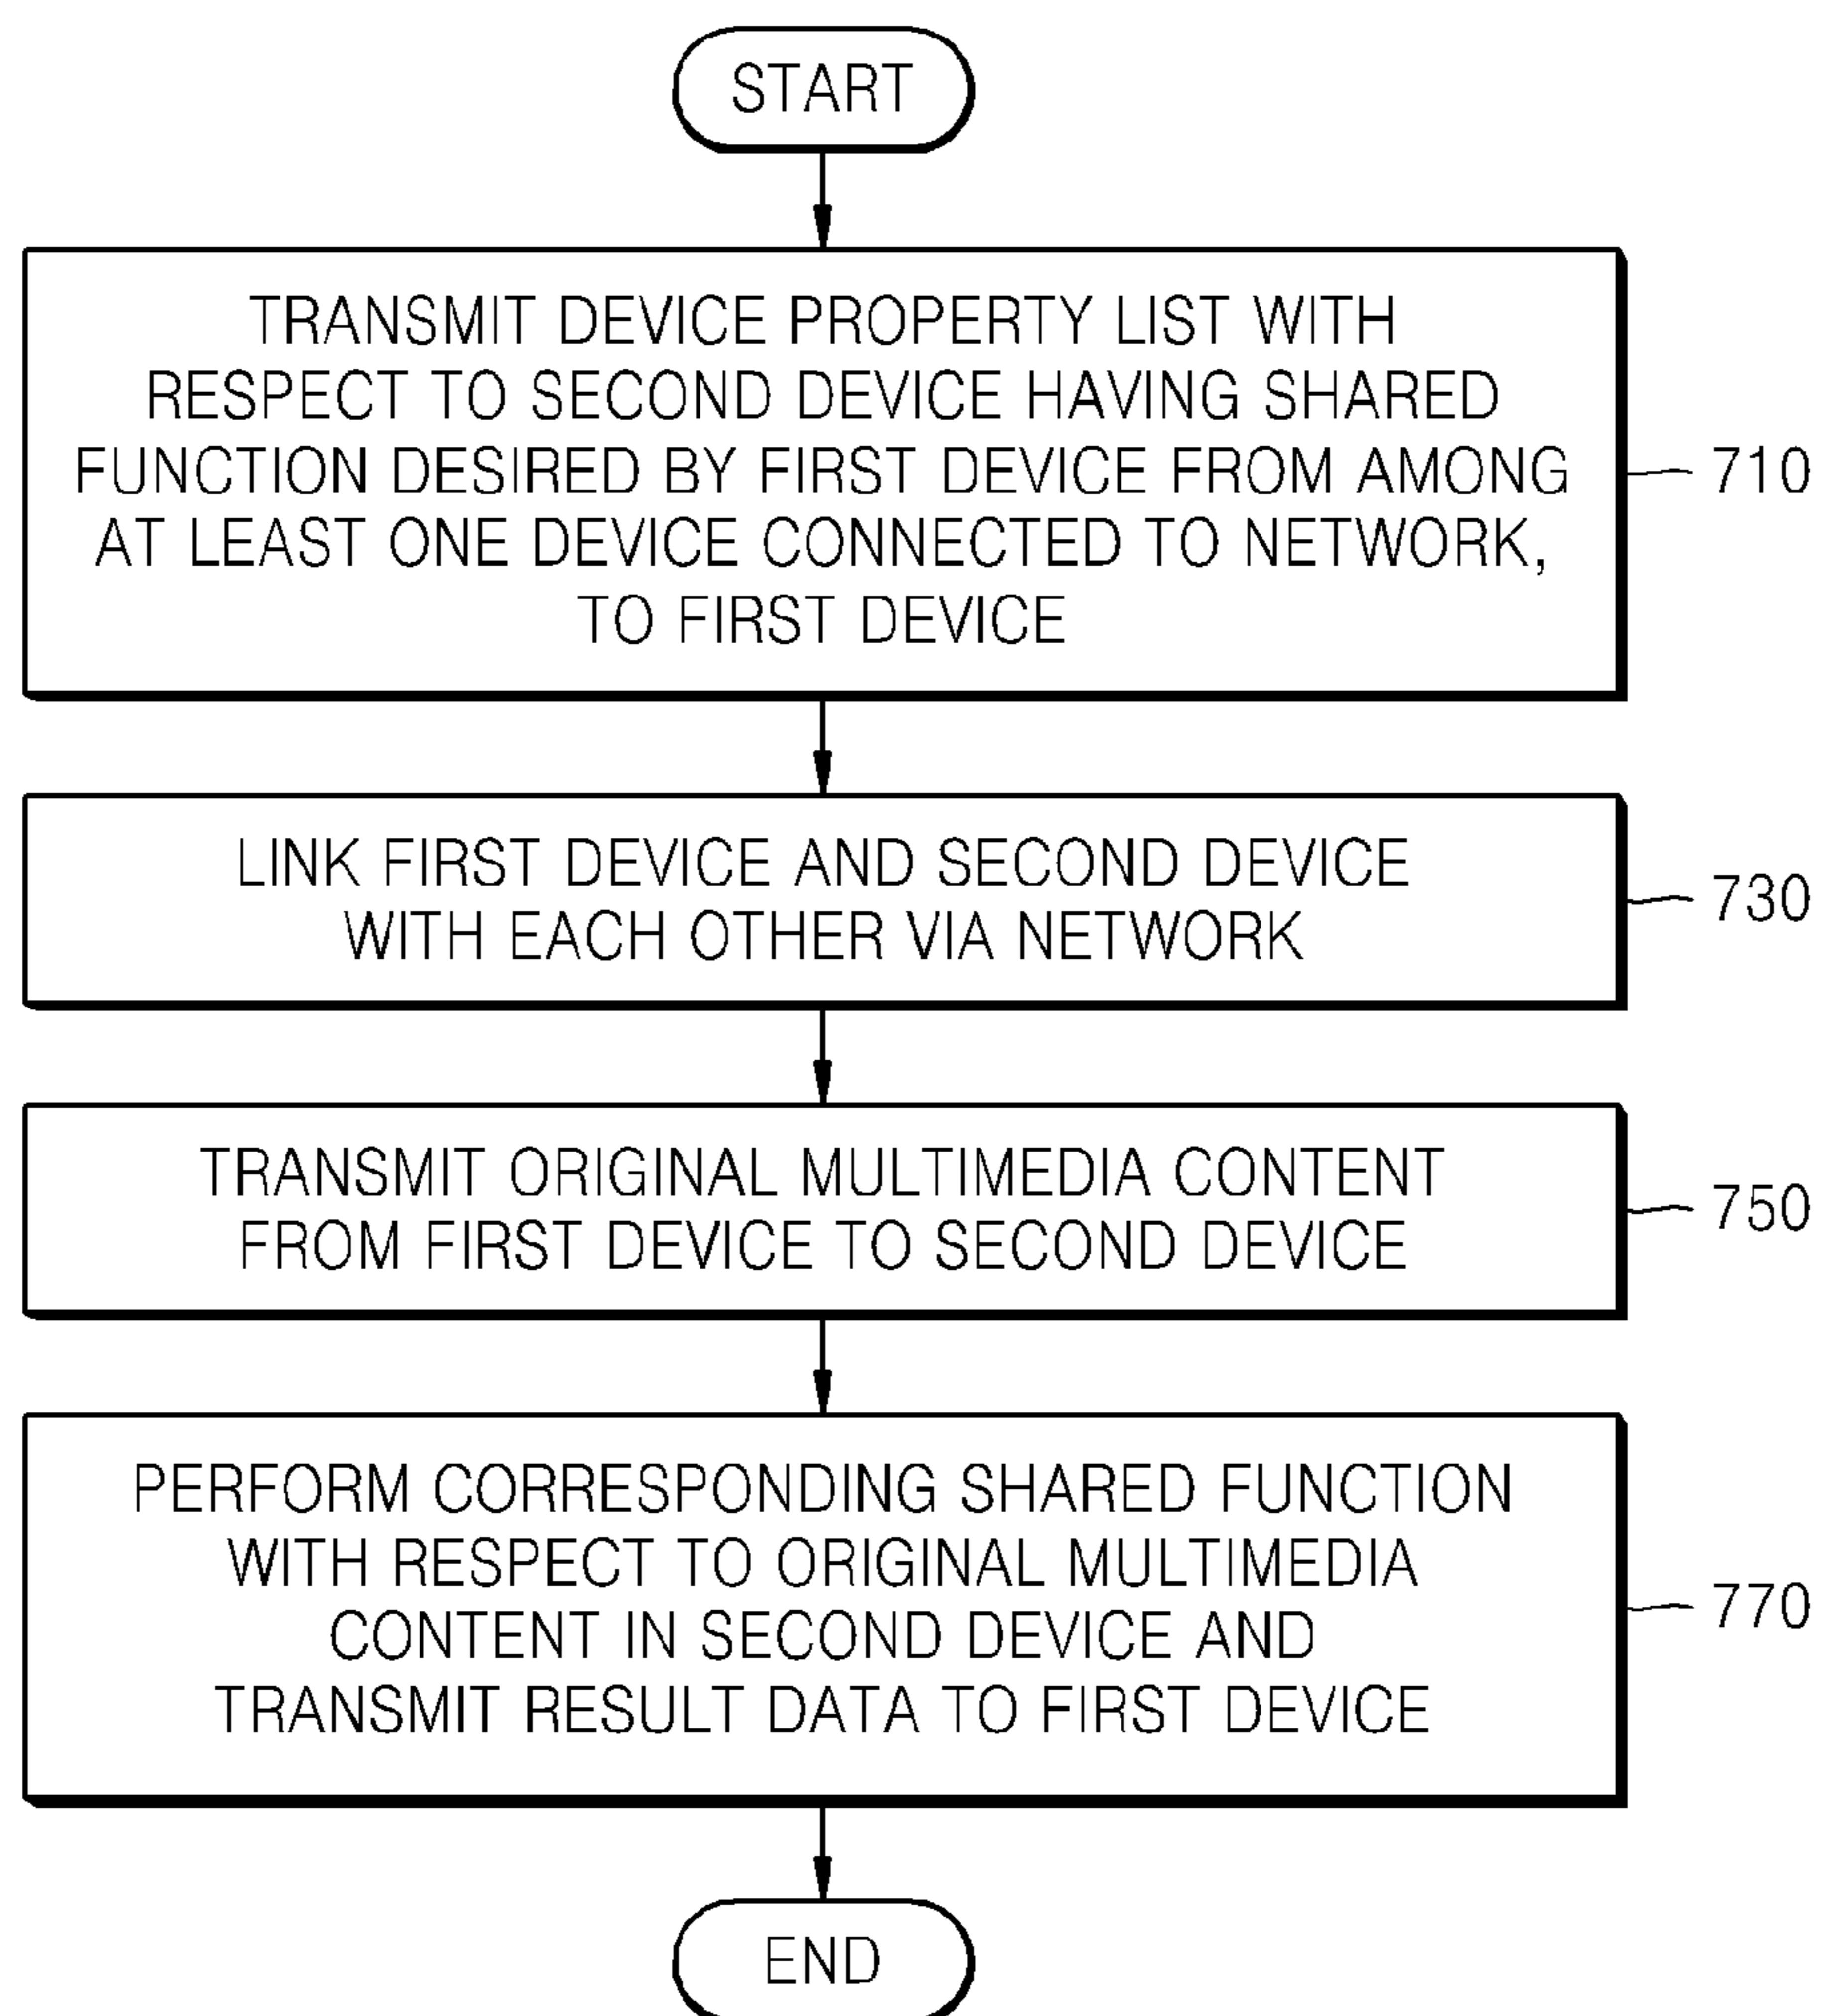 START
TRANSMIT DEVICE PROPERTY LIST WITH
RESPECT TO SECOND DEVICE HAVING SHARED
FUNCTION DESIRED BY FIRST DEVICE FROM AMONG
AT LEAST ONE DEVICE CONNECTED TO NETWORK,
TO FIRST DEVICE
710
LINK FIRST DEVICE AND SECOND DEVICE
WITH EACH OTHER VIA NETWORK
730
TRANSMIT ORIGINAL MULTIMEDIA CONTENT
FROM FIRST DEVICE TO SECOND DEVICE
750
PERFORM CORRESPONDING SHARED FUNCTION
WITH RESPECT TO ORIGINAL MULTIMEDIA
CONTENT IN SECOND DEVICE AND
TRANSMIT RESULT DATA TO FIRST DEVICE
770
END